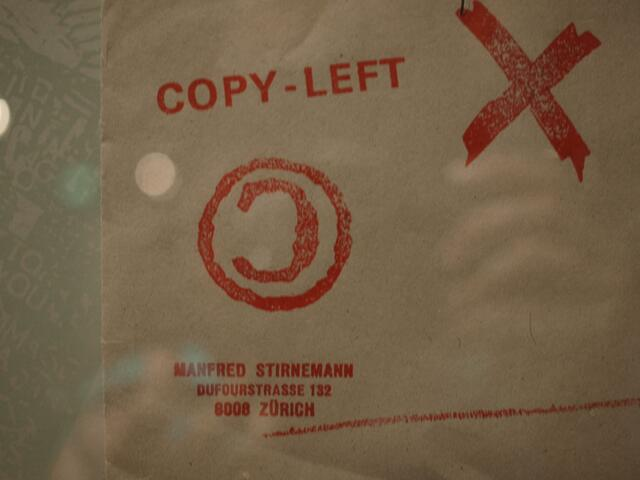 COPY-LEFT
MANFRED STIRNEMANN
DUFOURSTRASSE 132
8008 ZÜRICH